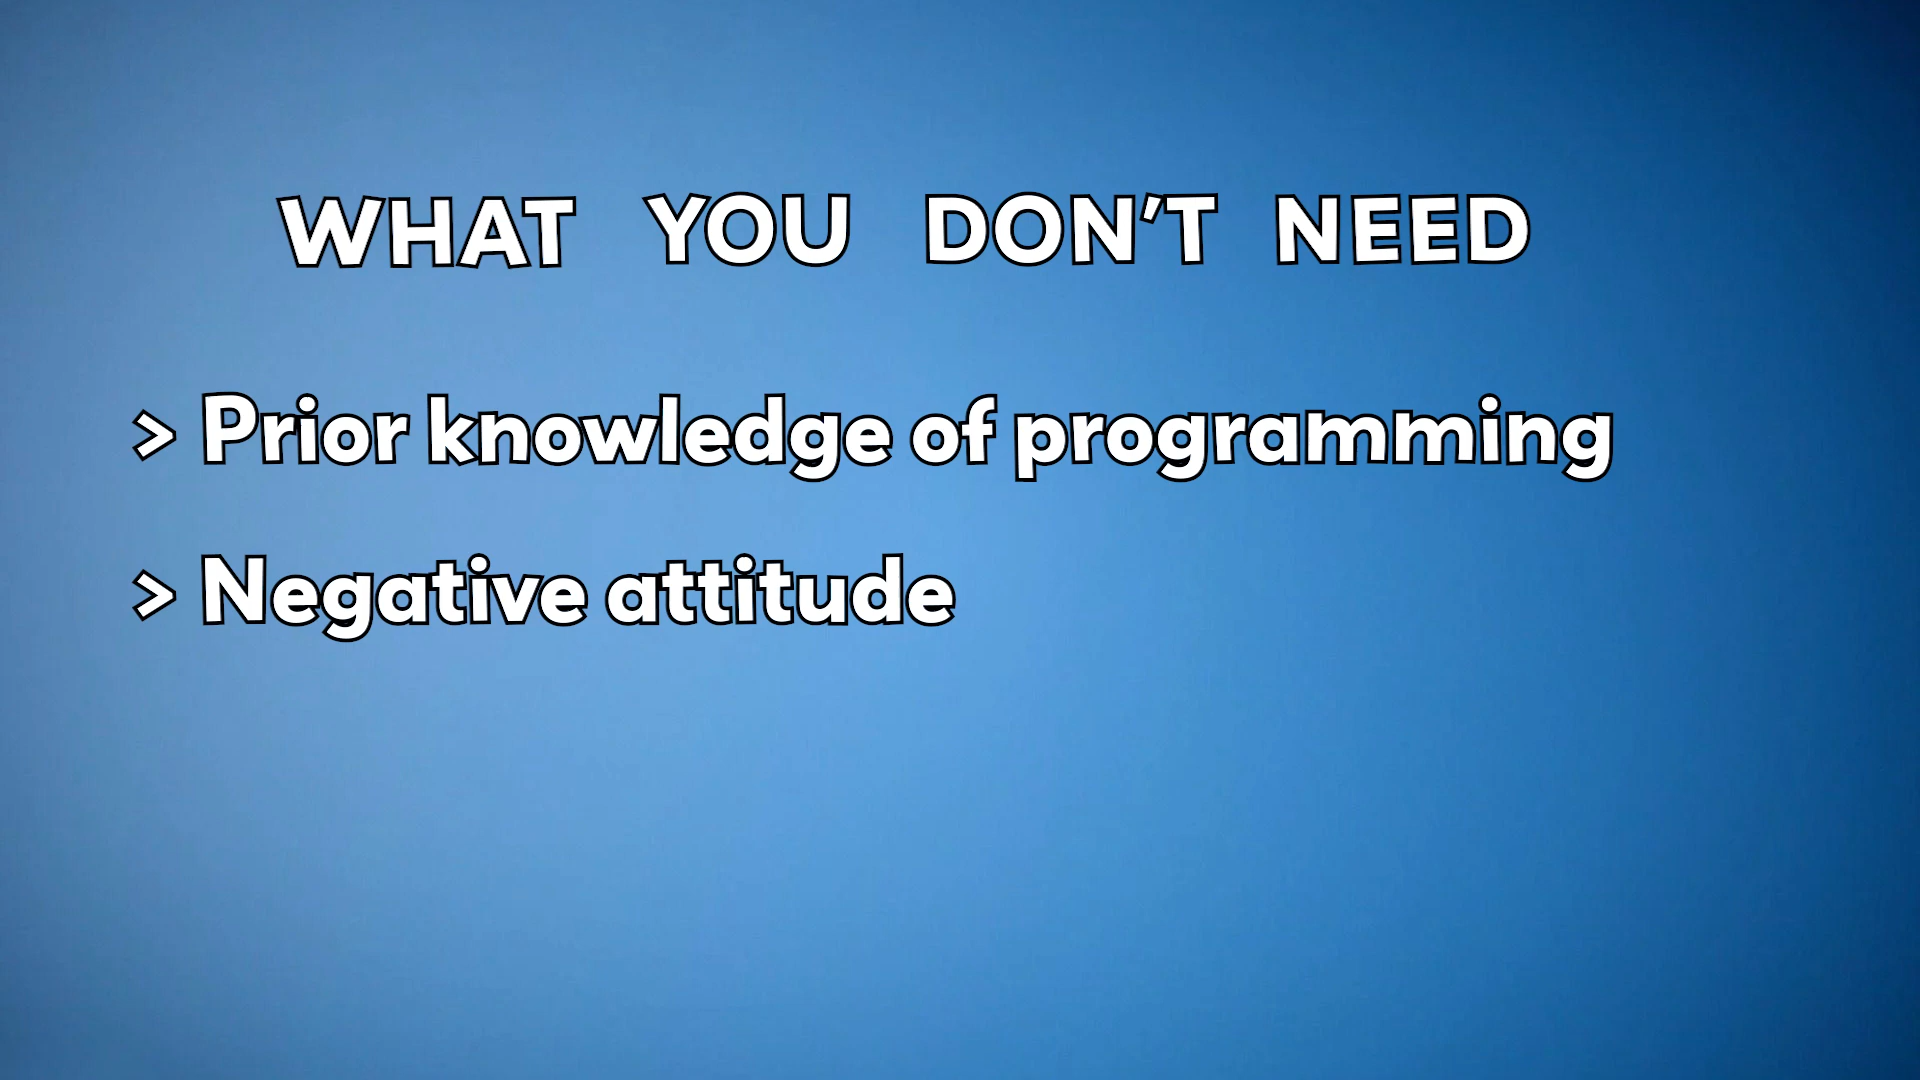 WHAT YOU DON'T NEED
> Prior knowledge of programming
> Negative attitude